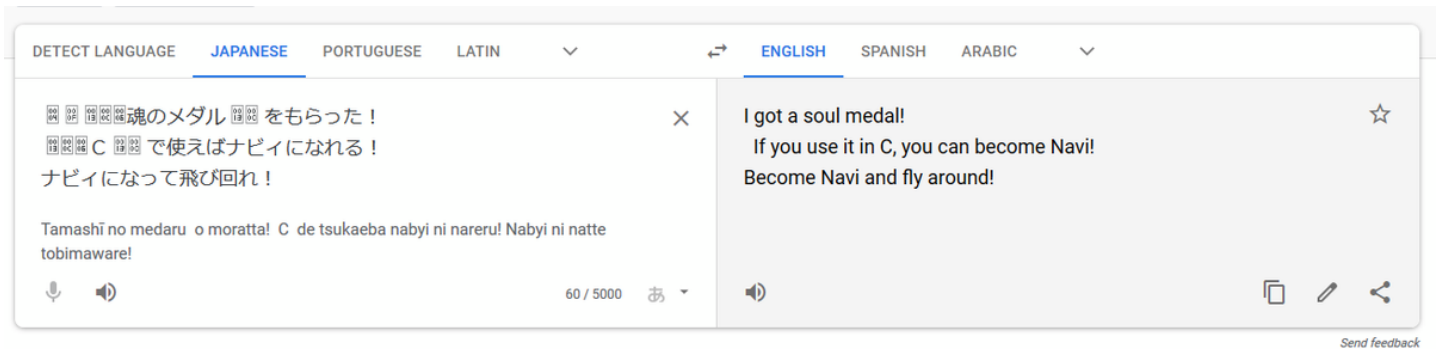 DETECT LANGUAGE JAPANESE PORTUGUESE LATIN ENGLISH SPANISH ARABIC
魂のメダル をもらった！
C で使えばナビィになれる！
ナビィになって飛び回れ！
Tamashī no medaru o moratta! C de tsukaeba nabyi ni nareru! Nabyi ni natte
tobimaware!
60 / 5000 あ
I got a soul medal!
If you use it in C, you can become Navi!
Become Navi and fly around!
Send feedback